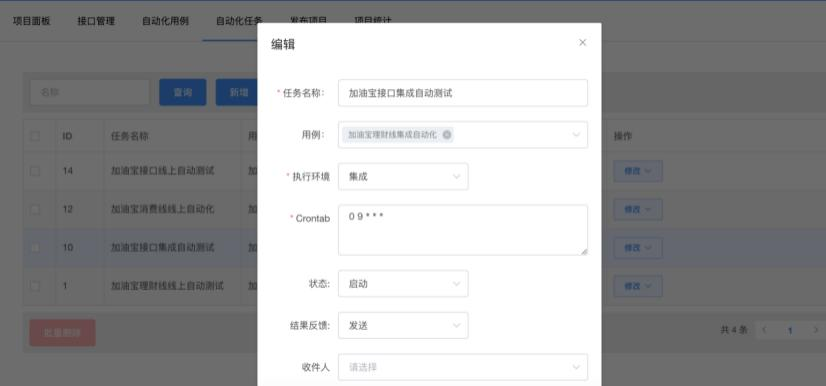 项目面板 接口管理 自动化用例 自动化任务 发布项目 项目统计
编辑
名称 查询 新增
* 任务名称: 加油宝接口集成自动测试
ID 任务名称 用 操作
用例: 加油宝理财线集成自动化
14 加油宝接口线上自动测试 加 修改
* 执行环境 集成
12 加油宝消费线线上自动化 加 修改
* Crontab 0 9 * * *
10 加油宝接口集成自动测试 加 修改
1 加油宝理财线线上自动测试 加 修改
状态: 启动
批量删除 结果反馈: 发送 共 4 条 1
收件人 请选择